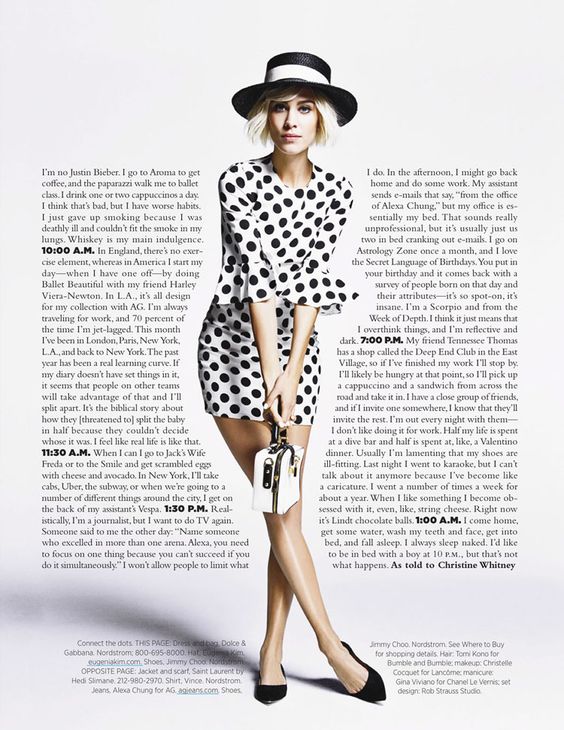 I'm no Justin Bieber. I go to Aroma to get
coffee, and the paparazzi walk me to ballet
class. I drink one or two cappuccinos a day.
I think that's bad, but I have worse habits.
I just gave up smoking because I was
deathly ill and couldn't fit the smoke in my
lungs. Whiskey is my main indulgence.
10:00 A.M. In England, there's no exer-
cise element, whereas in America I start my
day—when I have one off—by doing
Ballet Beautiful with my friend Harley
Viera-Newton. In L.A., it's all design
for my collection with AG. I'm always
traveling for work, and 70 percent of
the time I'm jet-lagged. This month
I've been in London, Paris, New York,
L.A., and back to New York. The past
year has been a real learning curve. If
my diary doesn't have set things in it,
it seems that people on other teams
will take advantage of that and I'll
split apart. It's the biblical story about
how they [threatened to] split the baby
in half because they couldn't decide
whose it was. I feel like real life is like that.
11:30 A.M. When I can I go to Jack's Wife
Freda or to the Smile and get scrambled eggs
with cheese and avocado. In New York, I'll take
cabs, Uber, the subway, or when we're going to a
number of different things around the city, I get on
the back of my assistant's Vespa. 1:30 P.M. Real-
istically, I'm a journalist, but I want to do TV again.
Someone said to me the other day: "Name someone
who excelled in more than one arena. Alexa, you need
to focus on one thing because you can't succeed if you
do it simultaneously." I won't allow people to limit what
I do. In the afternoon, I might go back
home and do some work. My assistant
sends e-mails that say, "from the office
of Alexa Chung," but my office is es-
sentially my bed. That sounds really
unprofessional, but it's usually just us
two in bed cranking out e-mails. I go on
Astrology Zone once a month, and I love
the Secret Language of Birthdays. You put in
your birthday and it comes back with a
survey of people born on that day and
their attributes—it's so spot-on, it's
insane. I'm a Scorpio and from the
Week of Depth. I think it just means that
I overthink things, and I'm reflective and
dark. 7:00 P.M. My friend Tennessee Thomas
has a shop called the Deep End Club in the East
Village, so if I've finished my work I'll stop by.
I'll likely be hungry at that point, so I'll pick up
a cappuccino and a sandwich from across the
road and take it in. I have a close group of friends,
and if I invite one somewhere, I know that they'll
invite the rest. I'm out every night with them—
I don't like doing it for work. Half my life is spent
at a dive bar and half is spent at, like, a Valentino
dinner. Usually I'm lamenting that my shoes are
ill-fitting. Last night I went to karaoke, but I can't
talk about it anymore because I've become like
a caricature. I went a number of times a week for
about a year. When I like something I become ob-
sessed with it, even, like, string cheese. Right now
it's Lindt chocolate balls. 1:00 A.M. I come home,
get some water, wash my teeth and face, get into
bed, and fall asleep. I always sleep naked. I'd like
to be in bed with a boy at 10 P.M., but that's not
what happens. As told to Christine Whitney
Connect the dots. THIS PAGE: Dress and bag, Dolce &
Gabbana. Nordstrom; 800-695-8000. Hat, Eugenia Kim.
eugeniakim.com. Shoes, Jimmy Choo. Nordstrom.
OPPOSITE PAGE: Jacket and scarf, Saint Laurent by
Hedi Slimane. 212-980-2970. Shirt, Vince. Nordstrom.
Jeans, Alexa Chung for AG. agjeans.com. Shoes,
Jimmy Choo. Nordstrom. See Where to Buy
for shopping details. Hair: Tomi Kono for
Bumble and Bumble; makeup: Christelle
Cocquet for Lancôme; manicure:
Gina Viviano for Chanel Le Vernis; set
design: Rob Strauss Studio.